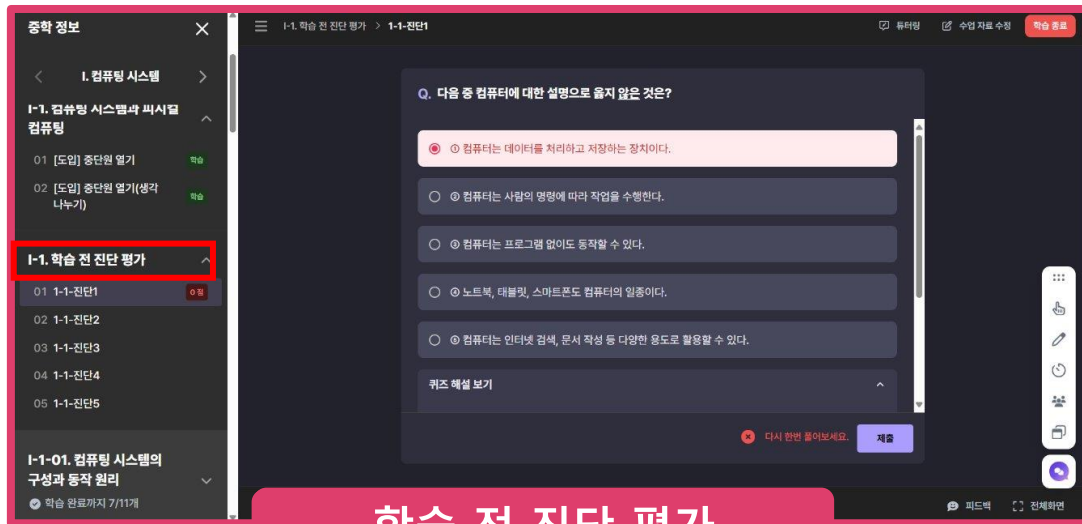 중학 정보
I. 컴퓨팅 시스템
I-1. 컴퓨팅 시스템과 피지컬
컴퓨팅
01 [도입] 중단원 열기 학습
02 [도입] 중단원 열기(생각
나누기) 학습
I-1. 학습 전 진단 평가
01 1-1-진단1 0점
02 1-1-진단2
03 1-1-진단3
04 1-1-진단4
05 1-1-진단5
I-1-01. 컴퓨팅 시스템의
구성과 동작 원리
학습 완료까지 7/11개
I-1. 학습 전 진단 평가 > 1-1-진단1
튜터링 수업 자료 수정 학습 종료
Q. 다음 중 컴퓨터에 대한 설명으로 옳지 않은 것은?
① 컴퓨터는 데이터를 처리하고 저장하는 장치이다.
② 컴퓨터는 사람의 명령에 따라 작업을 수행한다.
③ 컴퓨터는 프로그램 없이도 동작할 수 있다.
④ 노트북, 태블릿, 스마트폰도 컴퓨터의 일종이다.
⑤ 컴퓨터는 인터넷 검색, 문서 작성 등 다양한 용도로 활용할 수 있다.
퀴즈 해설 보기
다시 한번 풀어보세요. 제출
피드백 전체화면
학습 전 진단 평가